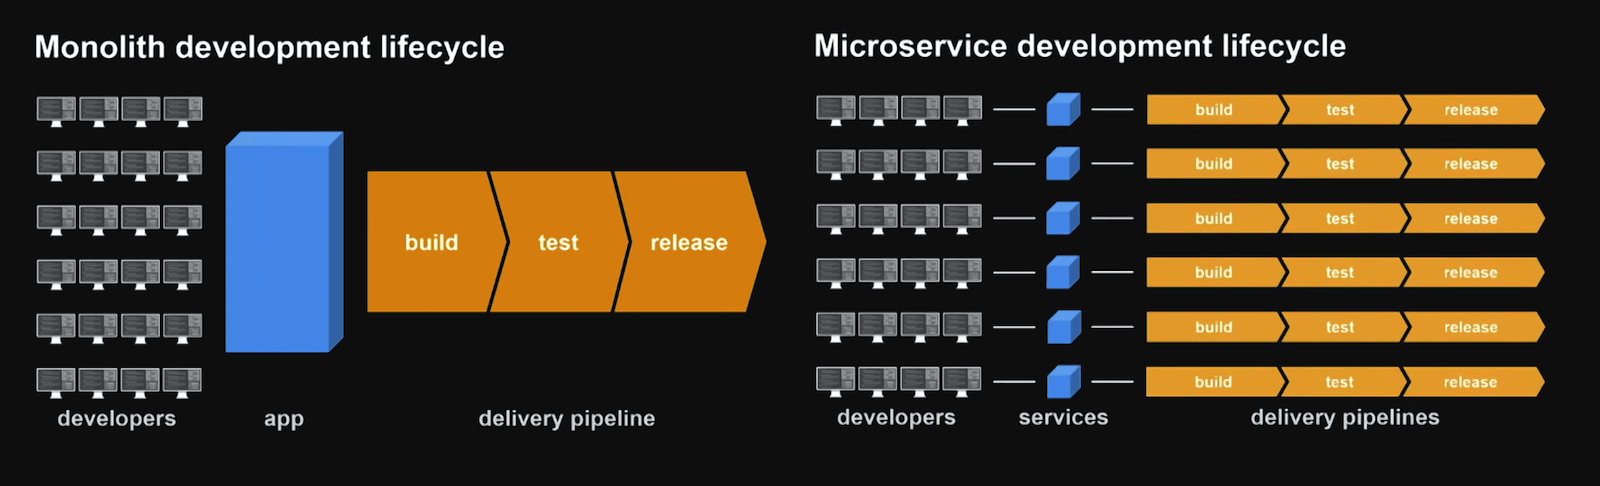 Monolith development lifecycle
build
test
release
developers
app
delivery pipeline
Microservice development lifecycle
build
test
release
build
test
release
build
test
release
build
test
release
build
test
release
build
test
release
developers
services
delivery pipelines